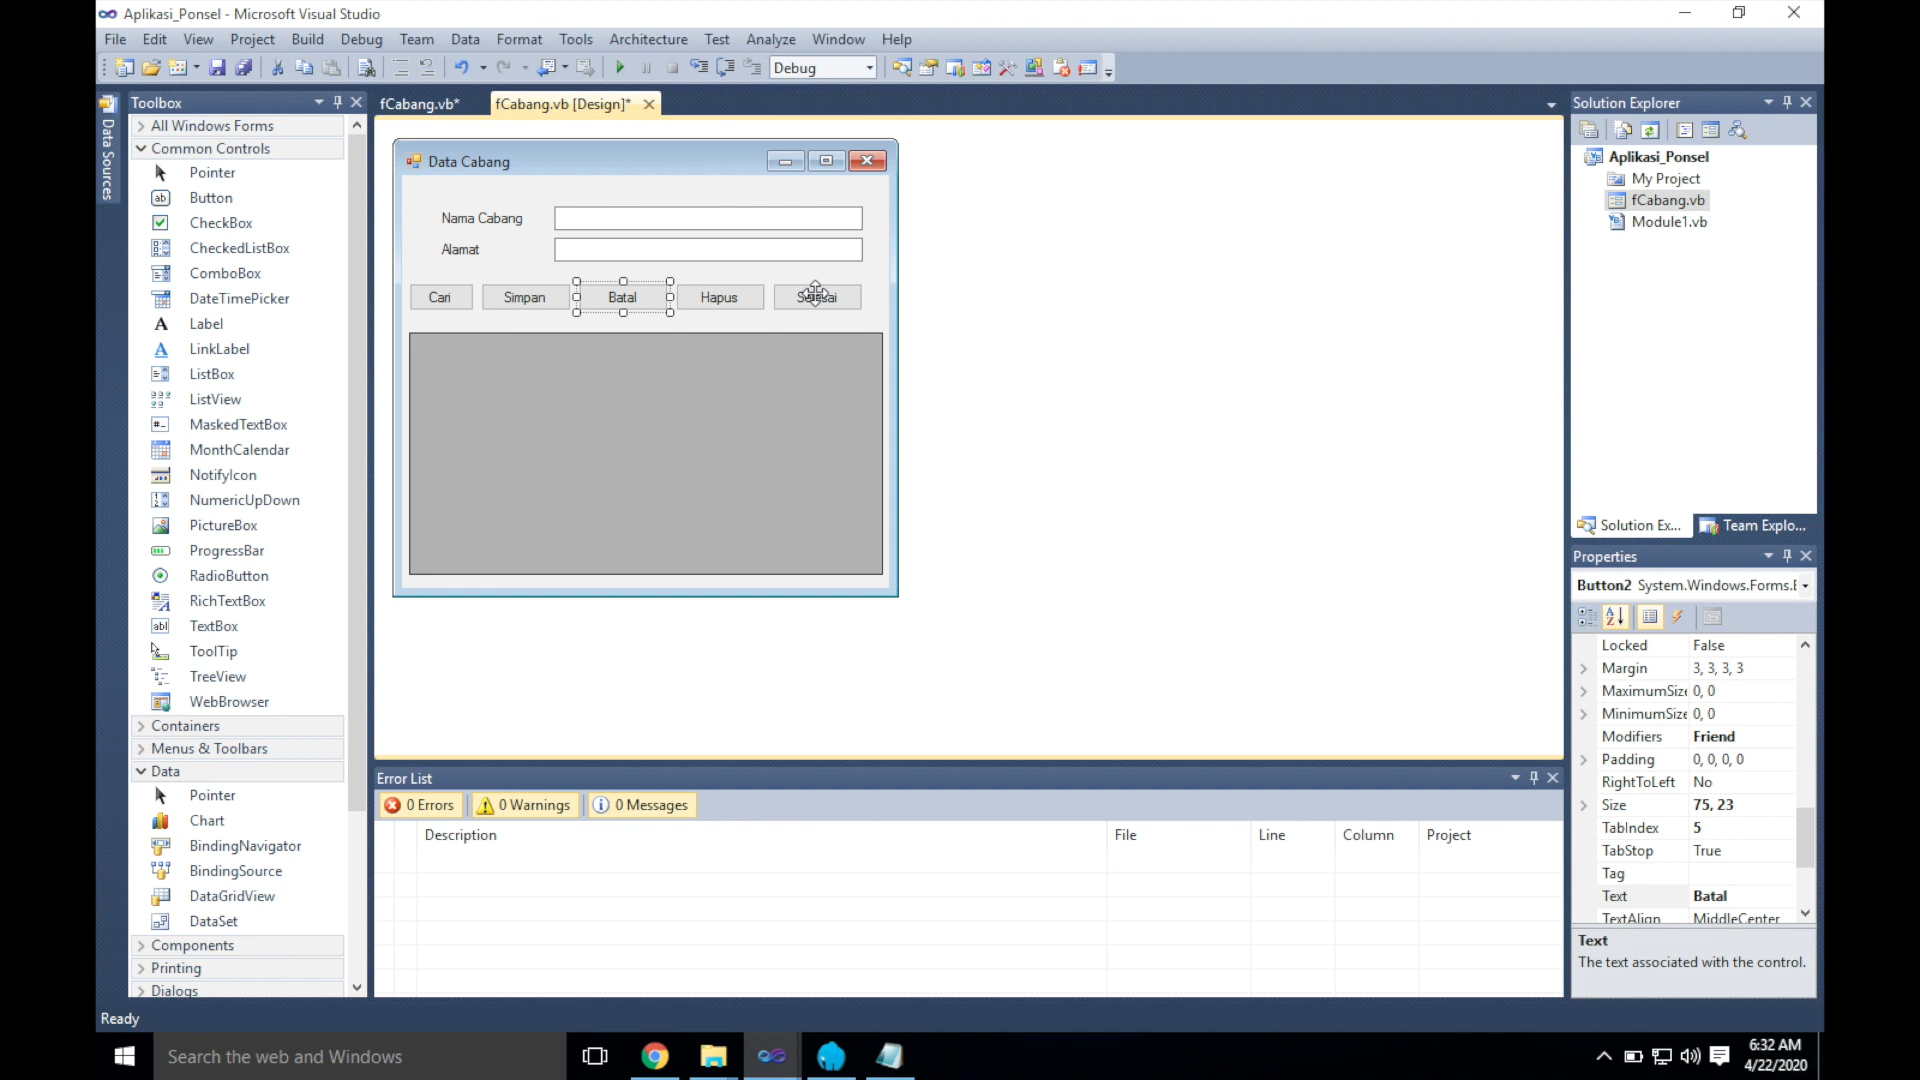 Aplikasi_Ponsel - Microsoft Visual Studio
File Edit View Project Build Debug Team Data Format Tools Architecture Test Analyze Window Help
Debug
Data Sources
Toolbox
All Windows Forms
Common Controls
Pointer
Button
CheckBox
CheckedListBox
ComboBox
DateTimePicker
Label
LinkLabel
ListBox
ListView
MaskedTextBox
MonthCalendar
NotifyIcon
NumericUpDown
PictureBox
ProgressBar
RadioButton
RichTextBox
TextBox
ToolTip
TreeView
WebBrowser
Containers
Menus & Toolbars
Data
Pointer
Chart
BindingNavigator
BindingSource
DataGridView
DataSet
Components
Printing
Dialogs
fCabang.vb* fCabang.vb [Design]*
Data Cabang
Nama Cabang
Alamat
Cari Simpan Batal Hapus
Error List
0 Errors 0 Warnings 0 Messages
Description File Line Column Project
Solution Explorer
Aplikasi_Ponsel
My Project
fCabang.vb
Module1.vb
Solution Ex... Team Explo...
Properties
Button2 System.Windows.Forms.
Locked False
Margin 3, 3, 3, 3
MaximumSize 0, 0
MinimumSize 0, 0
Modifiers Friend
Padding 0, 0, 0, 0
RightToLeft No
Size 75, 23
TabIndex 5
TabStop True
Tag
Text Batal
TextAlign MiddleCenter
Text
The text associated with the control.
Ready
Search the web and Windows
6:32 AM
4/22/2020